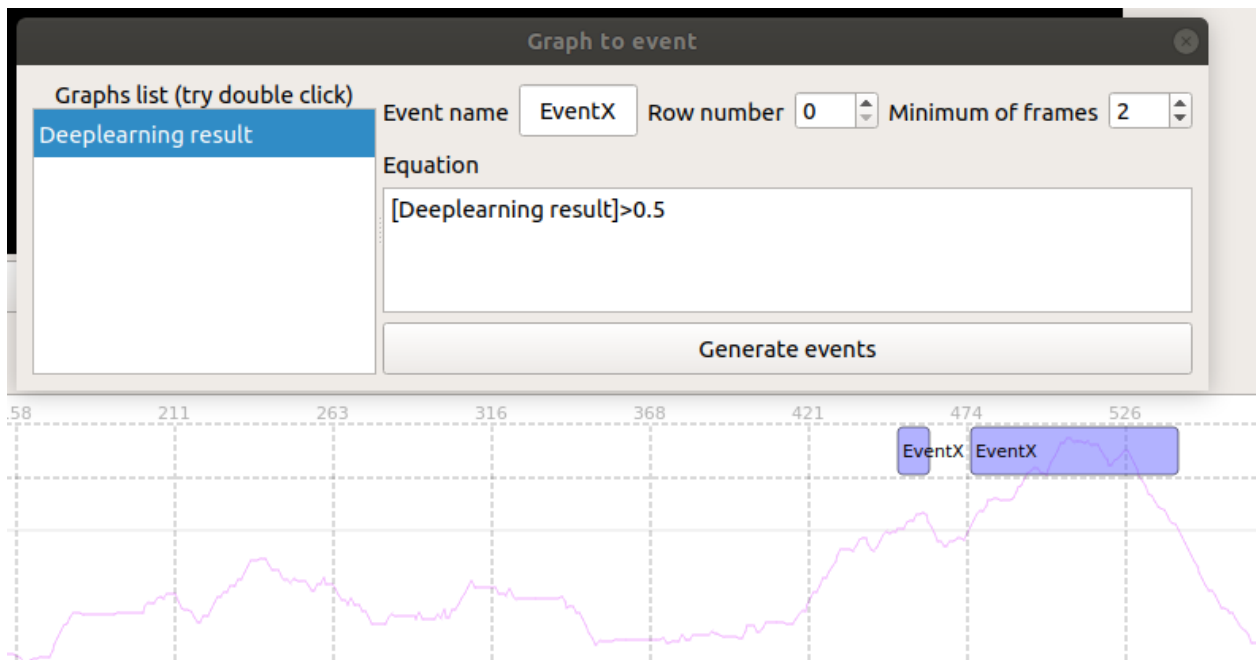 Graph to event
Graphs list (try double click)
Deeplearning result
Event name EventX Row number 0 Minimum of frames 2
Equation
[Deeplearning result]>0.5
Generate events
58 211 263 316 368 421 474 526
EventX EventX